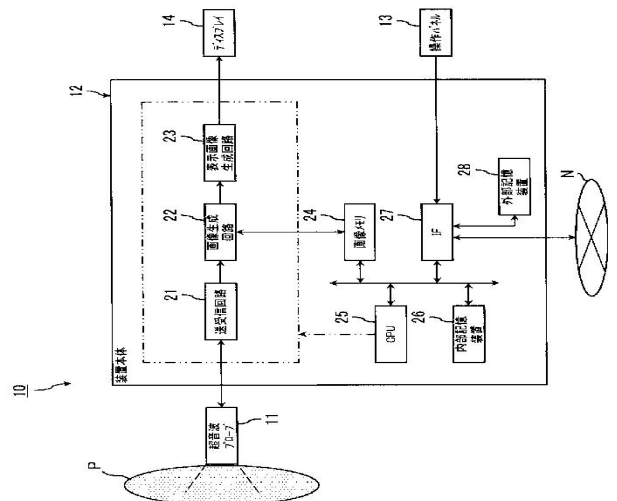 10
P
11
超音波
プローブ
12
装置本体
21
送受信回路
22
画像生成
回路
23
表示画像
生成回路
14
ディスプレイ
24
画像メモリ
25
CPU
26
内部記憶
装置
27
IF
28
外部記憶
装置
13
操作パネル
N